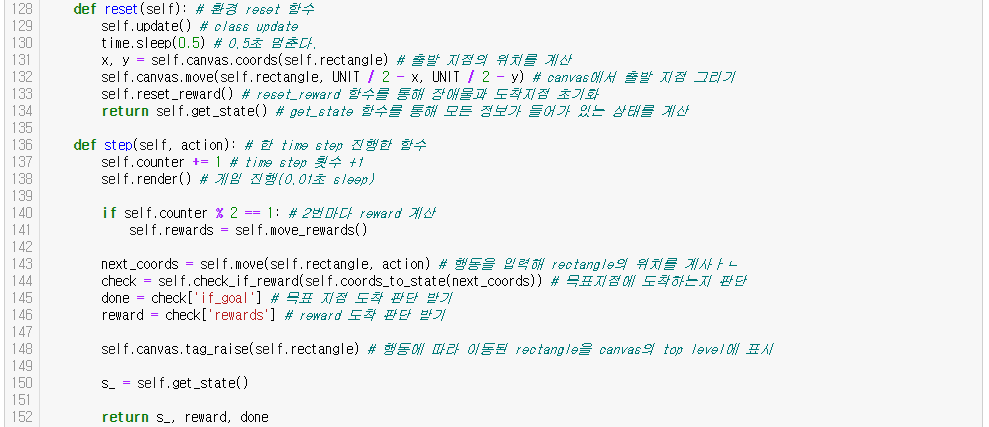 128 def reset(self): # 환경 reset 함수
129 self.update() # class update
130 time.sleep(0.5) # 0.5초 멈춘다.
131 x, y = self.canvas.coords(self.rectangle) # 출발 지점의 위치를 계산
132 self.canvas.move(self.rectangle, UNIT / 2 - x, UNIT / 2 - y) # canvas에서 출발 지점 그리기
133 self.reset_reward() # reset_reward 함수를 통해 장애물과 도착지점 초기화
134 return self.get_state() # get_state 함수를 통해 모든 정보가 들어가 있는 상태를 계산
135
136 def step(self, action): # 한 time step 진행한 함수
137 self.counter += 1 # time step 횟수 +1
138 self.render() # 게임 진행(0.01초 sleep)
139
140 if self.counter % 2 == 1: # 2번마다 reward 계산
141 self.rewards = self.move_rewards()
142
143 next_coords = self.move(self.rectangle, action) # 행동을 입력해 rectangle의 위치를 계사ㅏㄴ
144 check = self.check_if_reward(self.coords_to_state(next_coords)) # 목표지점에 도착하는지 판단
145 done = check['if_goal'] # 목표 지점 도착 판단 받기
146 reward = check['rewards'] # reward 도착 판단 받기
147
148 self.canvas.tag_raise(self.rectangle) # 행동에 따라 이동된 rectangle을 canvas의 top level에 표시
149
150 s_ = self.get_state()
151
152 return s_, reward, done